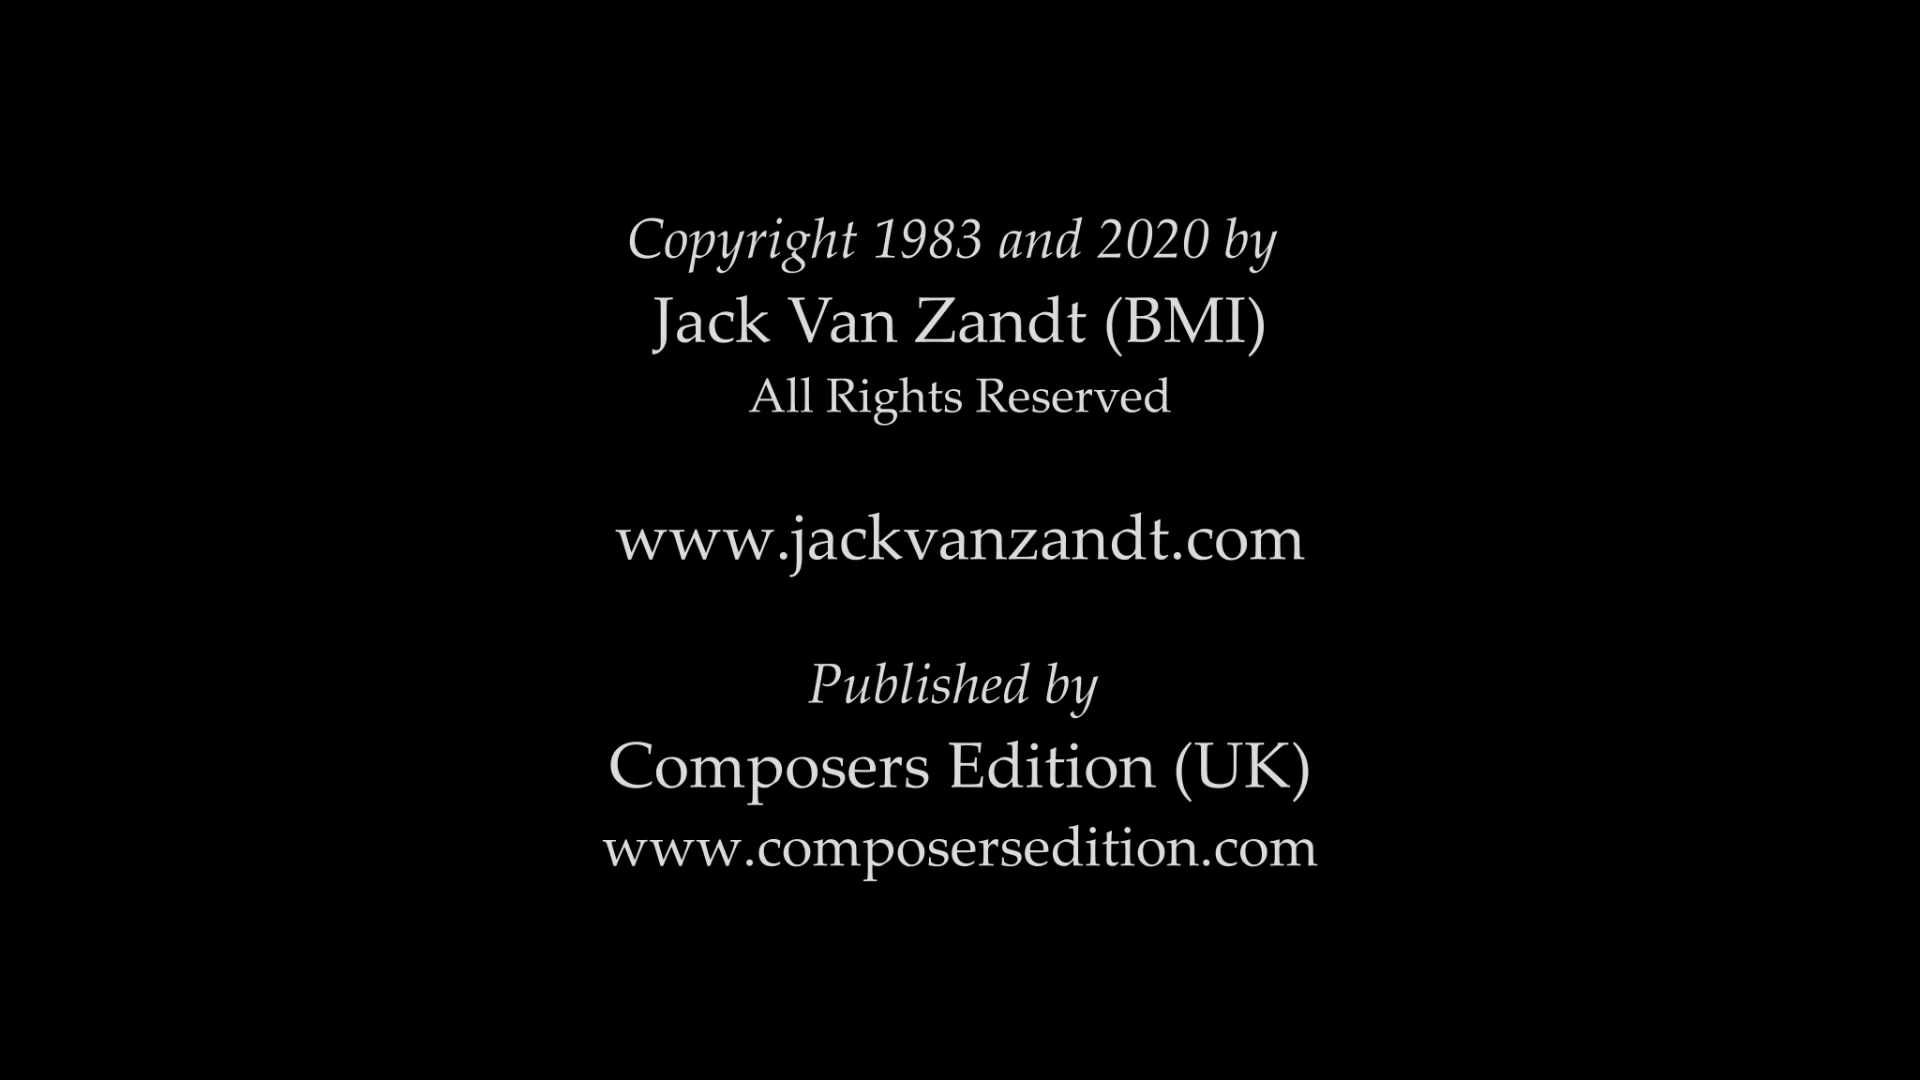 Copyright 1983 and 2020 by
Jack Van Zandt (BMI)
All Rights Reserved
www.jackvanzandt.com
Published by
Composers Edition (UK)
www.composersedition.com